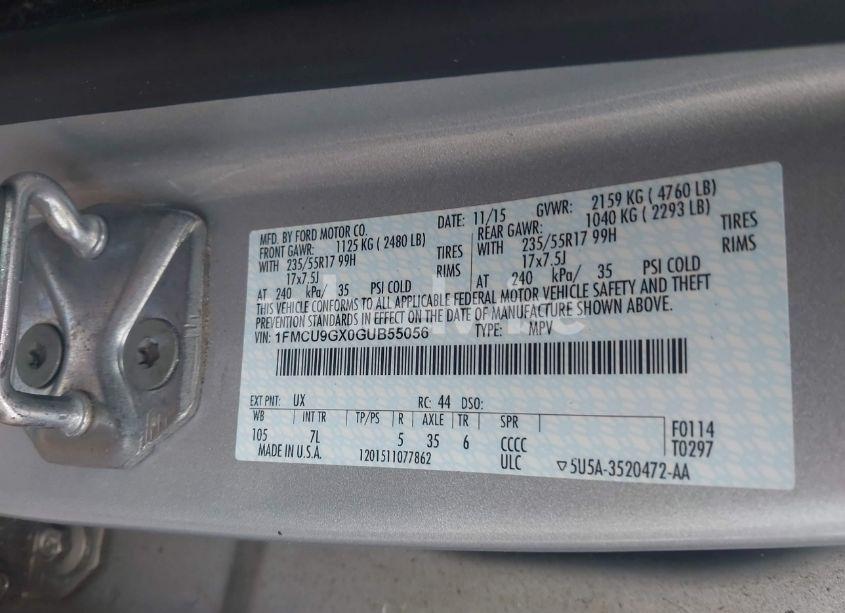 MFD. BY FORD MOTOR CO. DATE: 11/15 GVWR: 2159 KG ( 4760 LB)
FRONT GAWR: 1125 KG ( 2480 LB) REAR GAWR: 1040 KG ( 2293 LB)
WITH 235/55R17 99H TIRES WITH 235/55R17 99H TIRES
17x7.5J RIMS 17x7.5J RIMS
AT 240 kPa/ 35 PSI COLD AT 240 kPa/ 35 PSI COLD
THIS VEHICLE CONFORMS TO ALL APPLICABLE FEDERAL MOTOR VEHICLE SAFETY AND THEFT
PREVENTION STANDARDS IN EFFECT ON THE DATE OF MANUFACTURE SHOWN ABOVE.
VIN: 1FMCU9GX0GUB55056 TYPE: MPV
EXT PNT: UX RC: 44 DSO:
WB INT TR TP/PS R AXLE TR SPR
105 7L 5 35 6 CCCC F0114
MADE IN U.S.A. 1201511077862 ULC T0297
▽5U5A-3520472-AA